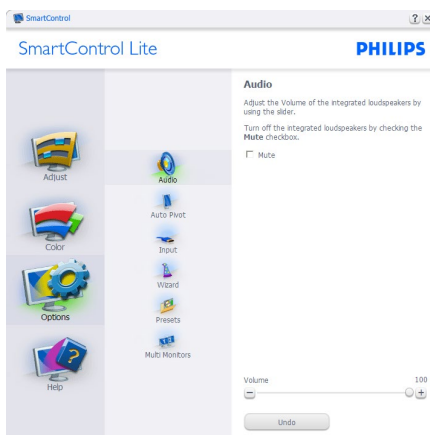 SmartControl
SmartControl Lite
PHILIPS
Adjust
Color
Options
Help
Audio
Auto Pivot
Input
Wizard
Presets
Multi Monitors
Audio
Adjust the Volume of the integrated loudspeakers by
using the slider.
Turn off the integrated loudspeakers by checking the
Mute checkbox.
Mute
Volume 100
Undo